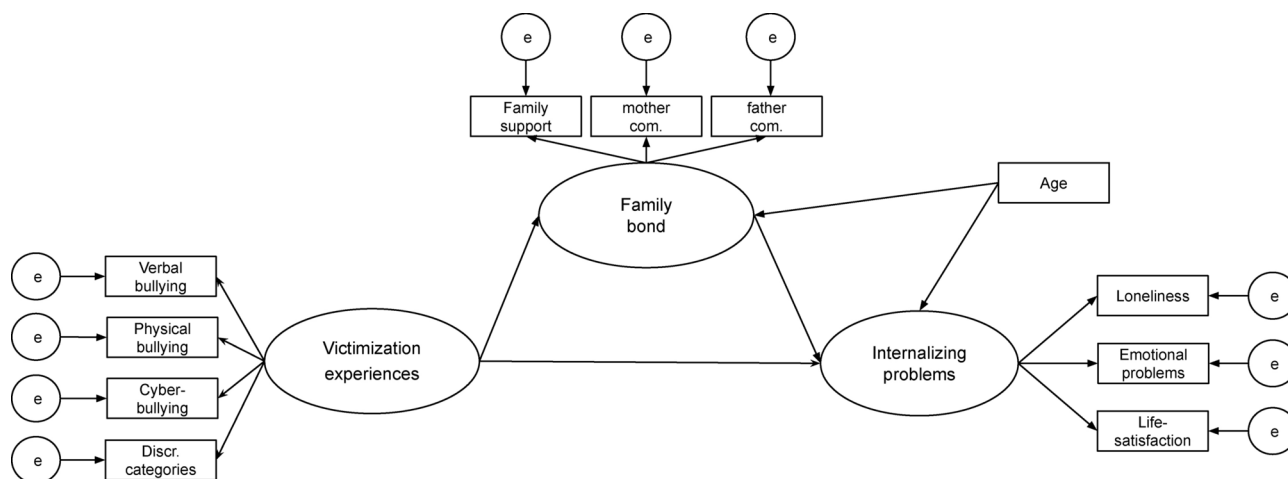 e
e
e
Family
support
mother
com.
father
com.
Family
bond
Age
e
Verbal
bullying
e
Physical
bullying
e
Cyber-
bullying
e
Discr.
categories
Victimization
experiences
Internalizing
problems
Loneliness
e
Emotional
problems
e
Life-
satisfaction
e